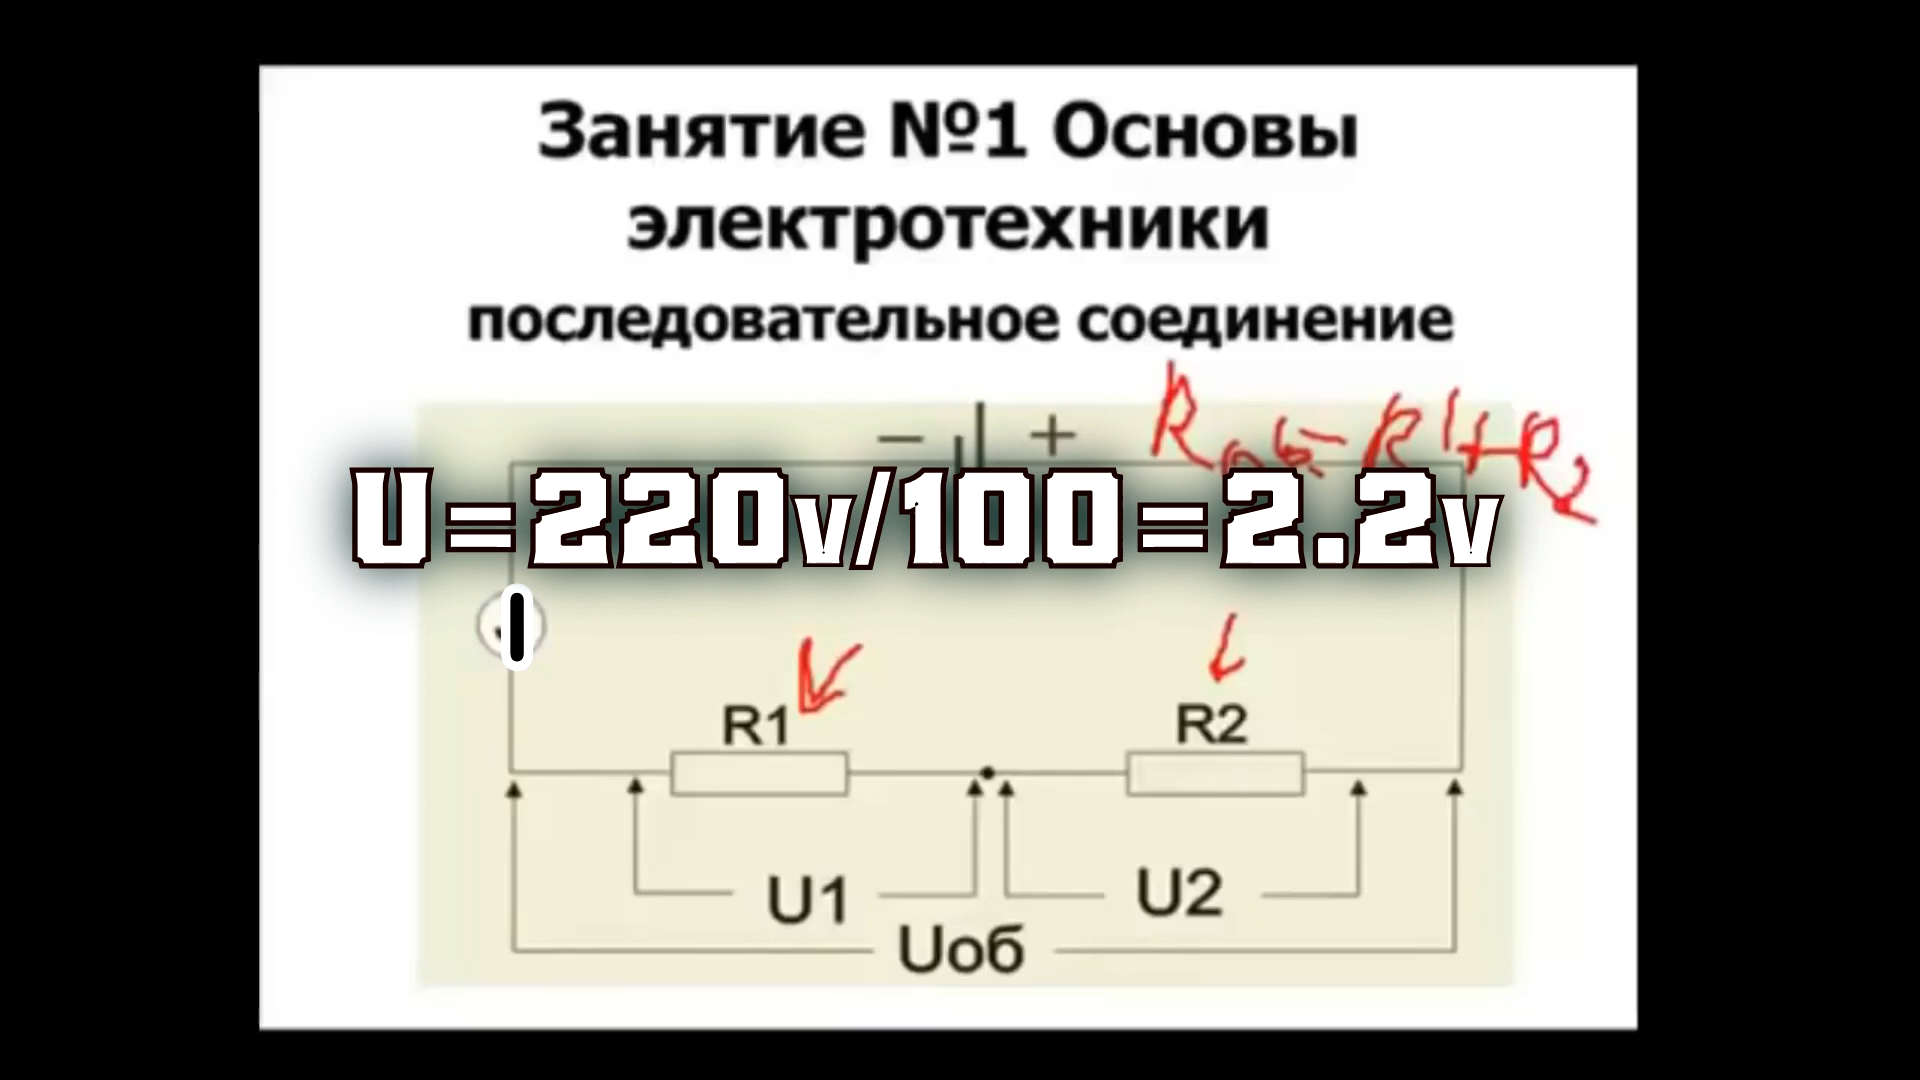 Занятие №1 Основы
электротехники
последовательное соединение
− +
Rоб=R1+R2
U=220v/100=2.2v
R1 R2
U1 U2
Uоб